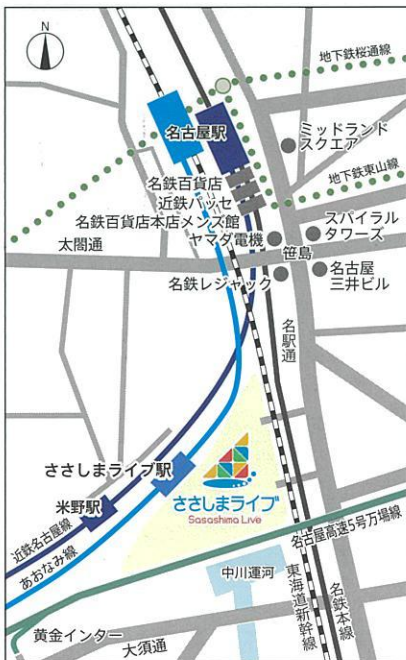 N
地下鉄桜通線
名古屋駅
ミッドランド
スクエア
名鉄百貨店
近鉄パッセ
名鉄百貨店本店メンズ館
ヤマダ電機
地下鉄東山線
スパイラル
タワーズ
太閤通
笹島
名鉄レジャック
名古屋
三井ビル
名駅通
ささしまライブ駅
米野駅
ささしまライブ
Sasashima Live
近鉄名古屋線
あおなみ線
名古屋高速5号万場線
中川運河
東海道新幹線
名鉄本線
黄金インター
大須通